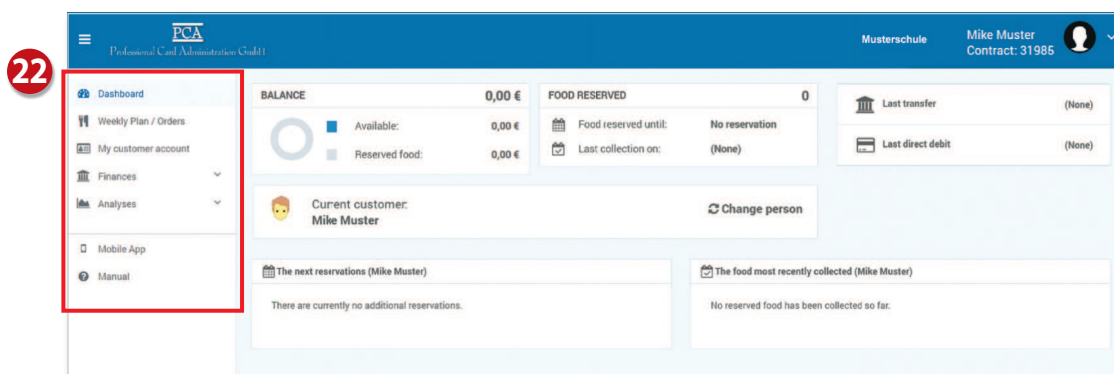 22
PCA
Professional Card Administration GmbH
Musterschule
Mike Muster
Contract: 31985
Dashboard
Weekly Plan / Orders
My customer account
Finances
Analyses
Mobile App
Manual
BALANCE 0,00 €
Available: 0,00 €
Reserved food: 0,00 €
FOOD RESERVED 0
Food reserved until: No reservation
Last collection on: (None)
Last transfer (None)
Last direct debit (None)
Current customer:
Mike Muster
Change person
The next resrvations (Mike Muster)
There are currently no additional reservations.
The food most recently collected (Mike Muster)
No reserved food has been collected so far.